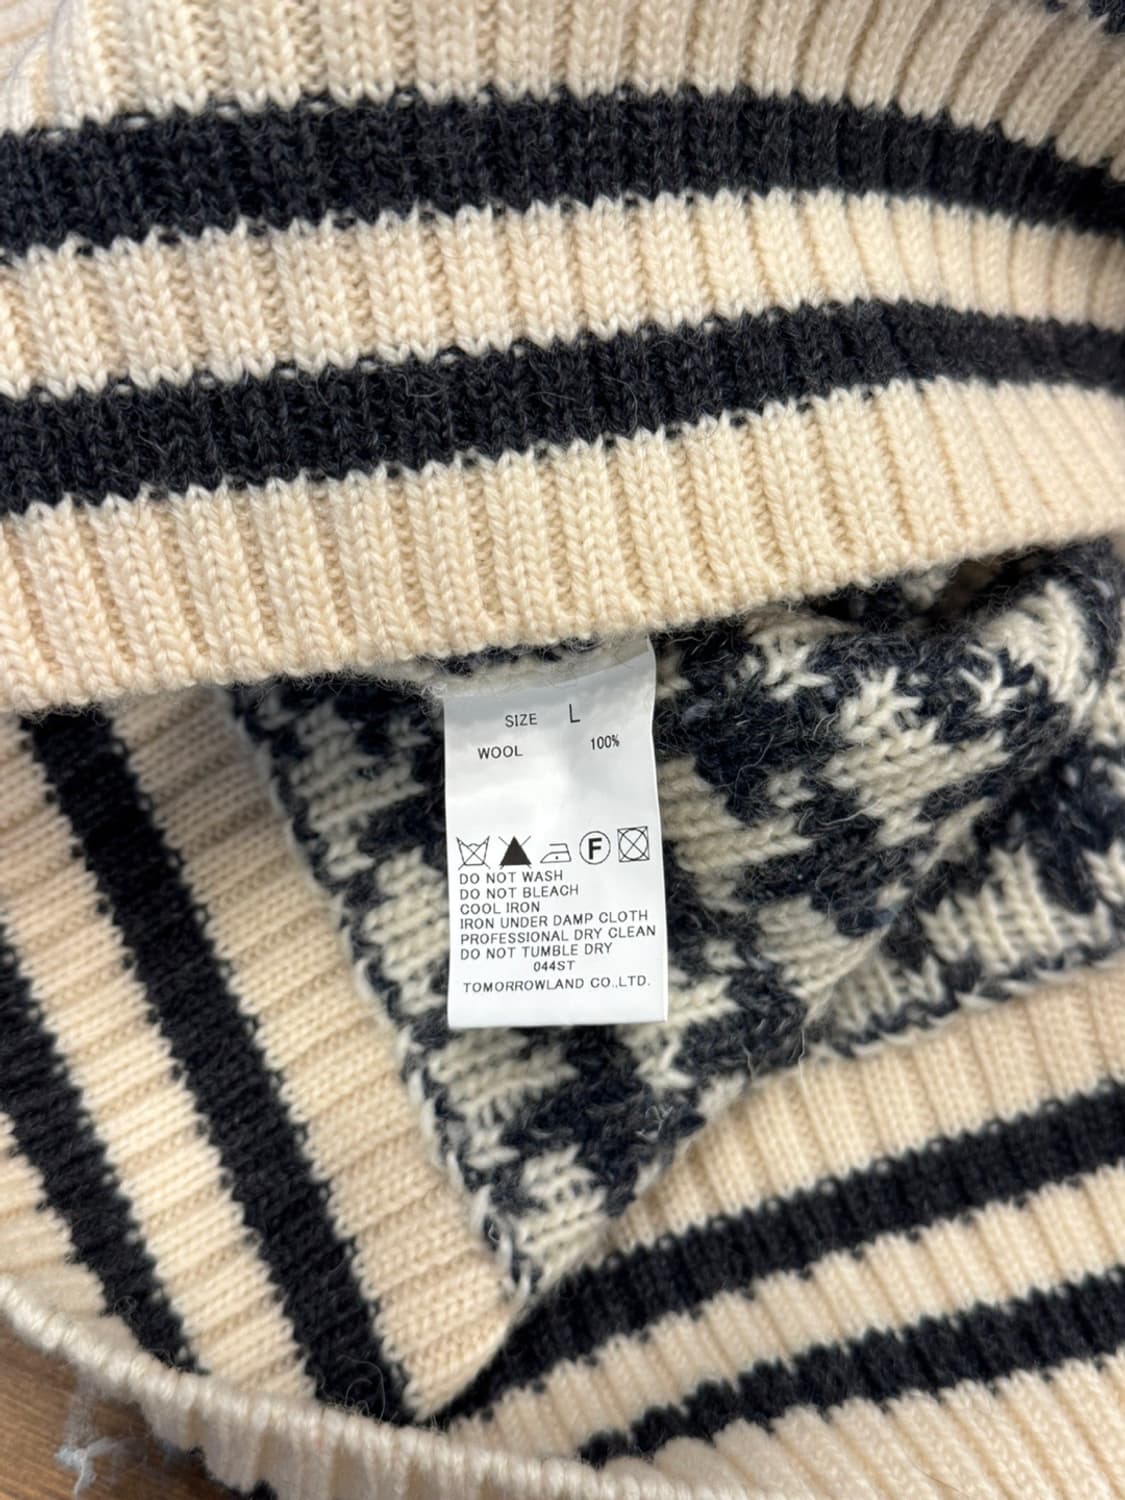 SIZE L
WOOL 100%
F
DO NOT WASH
DO NOT BLEACH
COOL IRON
IRON UNDER DAMP CLOTH
PROFESSIONAL DRY CLEAN
DO NOT TUMBLE DRY
044ST
TOMORROWLAND CO.,LTD.